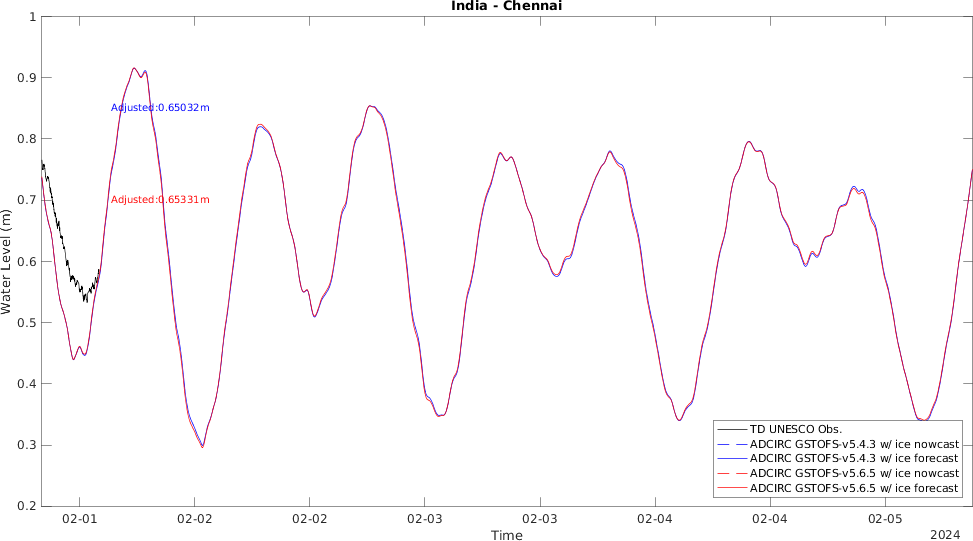 India - Chennai
1
0.9
0.8
0.7
0.6
0.5
0.4
0.3
0.2
Water Level (m)
Adjusted:0.65032m
Adjusted:0.65331m
TD UNESCO Obs.
ADCIRC GSTOFS-v5.4.3 w/ ice nowcast
ADCIRC GSTOFS-v5.4.3 w/ ice forecast
ADCIRC GSTOFS-v5.6.5 w/ ice nowcast
ADCIRC GSTOFS-v5.6.5 w/ ice forecast
02-01 02-02 02-02 02-03 02-03 02-04 02-04 02-05
Time
2024